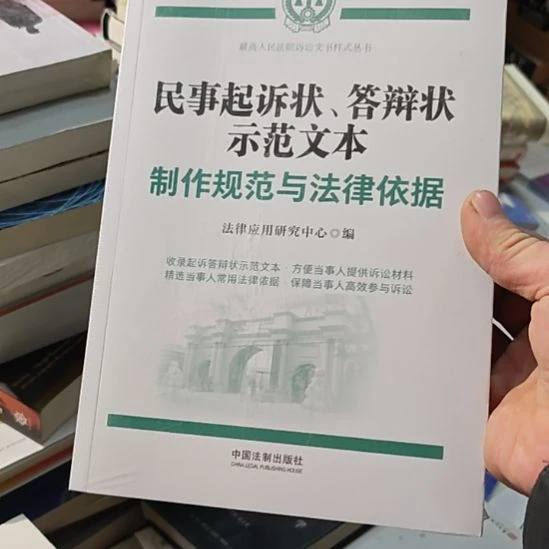 最高人民法院诉讼文书样式丛书
民事起诉状、答辩状
示范文本
制作规范与法律依据
法律应用研究中心 编
收录起诉答辩状示范文本·方便当事人提供诉讼材料
精选当事人常用法律依据·保障当事人高效参与诉讼
中国法制出版社
CHINA LEGAL PUBLISHING HOUSE